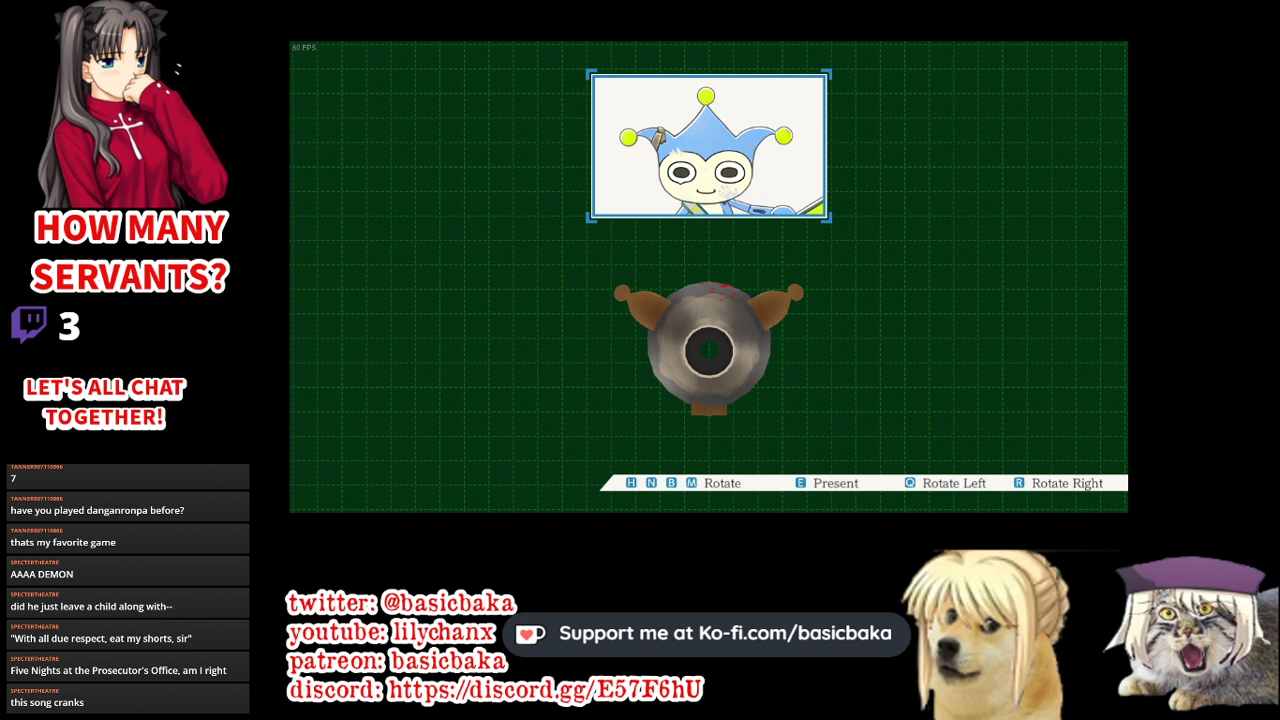 HOW MANY
SERVANTS?
3
LET'S ALL CHAT
TOGETHER!
TANNER987118966
7
TANNER987118966
have you played danganronpa before?
TANNER987118966
thats my favorite game
SPECTERTHEATRE
AAAA DEMON
SPECTERTHEATRE
did he just leave a child along with--
SPECTERTHEATRE
"With all due respect, eat my shorts, sir"
SPECTERTHEATRE
Five Nights at the Prosecutor's Office, am I right
SPECTERTHEATRE
this song cranks
60 FPS
H N B M Rotate E Present Q Rotate Left R Rotate Right
twitter: @basicbaka
youtube: lilychanx
patreon: basicbaka
discord: https://discord.gg/E57F6hU
Support me at Ko-fi.com/basicbaka